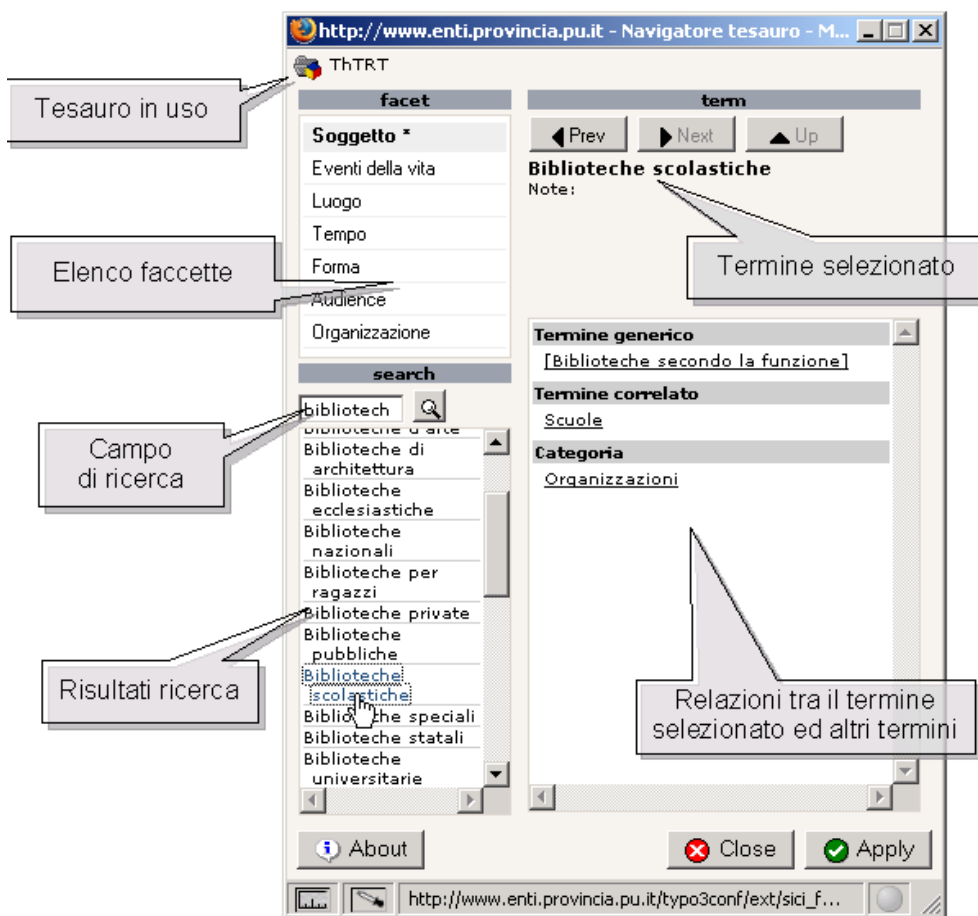 http://www.enti.provincia.pu.it - Navigatore tesauro - M...
ThTRT
Tesauro in uso
facet
Soggetto *
Eventi della vita
Luogo
Tempo
Forma
Audience
Organizzazione
Elenco faccette
term
Prev
Next
Up
Biblioteche scolastiche
Note:
Termine selezionato
search
bibliotech
Campo
di ricerca
Biblioteche d'arte
Biblioteche di
architettura
Biblioteche
ecclesiastiche
Biblioteche
nazionali
Biblioteche per
ragazzi
Biblioteche private
Biblioteche
pubbliche
Biblioteche
scolastiche
Biblioteche speciali
Biblioteche statali
Biblioteche
universitarie
Risultati ricerca
Termine generico
[Biblioteche secondo la funzione]
Termine correlato
Scuole
Categoria
Organizzazioni
Relazioni tra il termine
selezionato ed altri termini
About
Close
Apply
http://www.enti.provincia.pu.it/typo3conf/ext/sici_f...